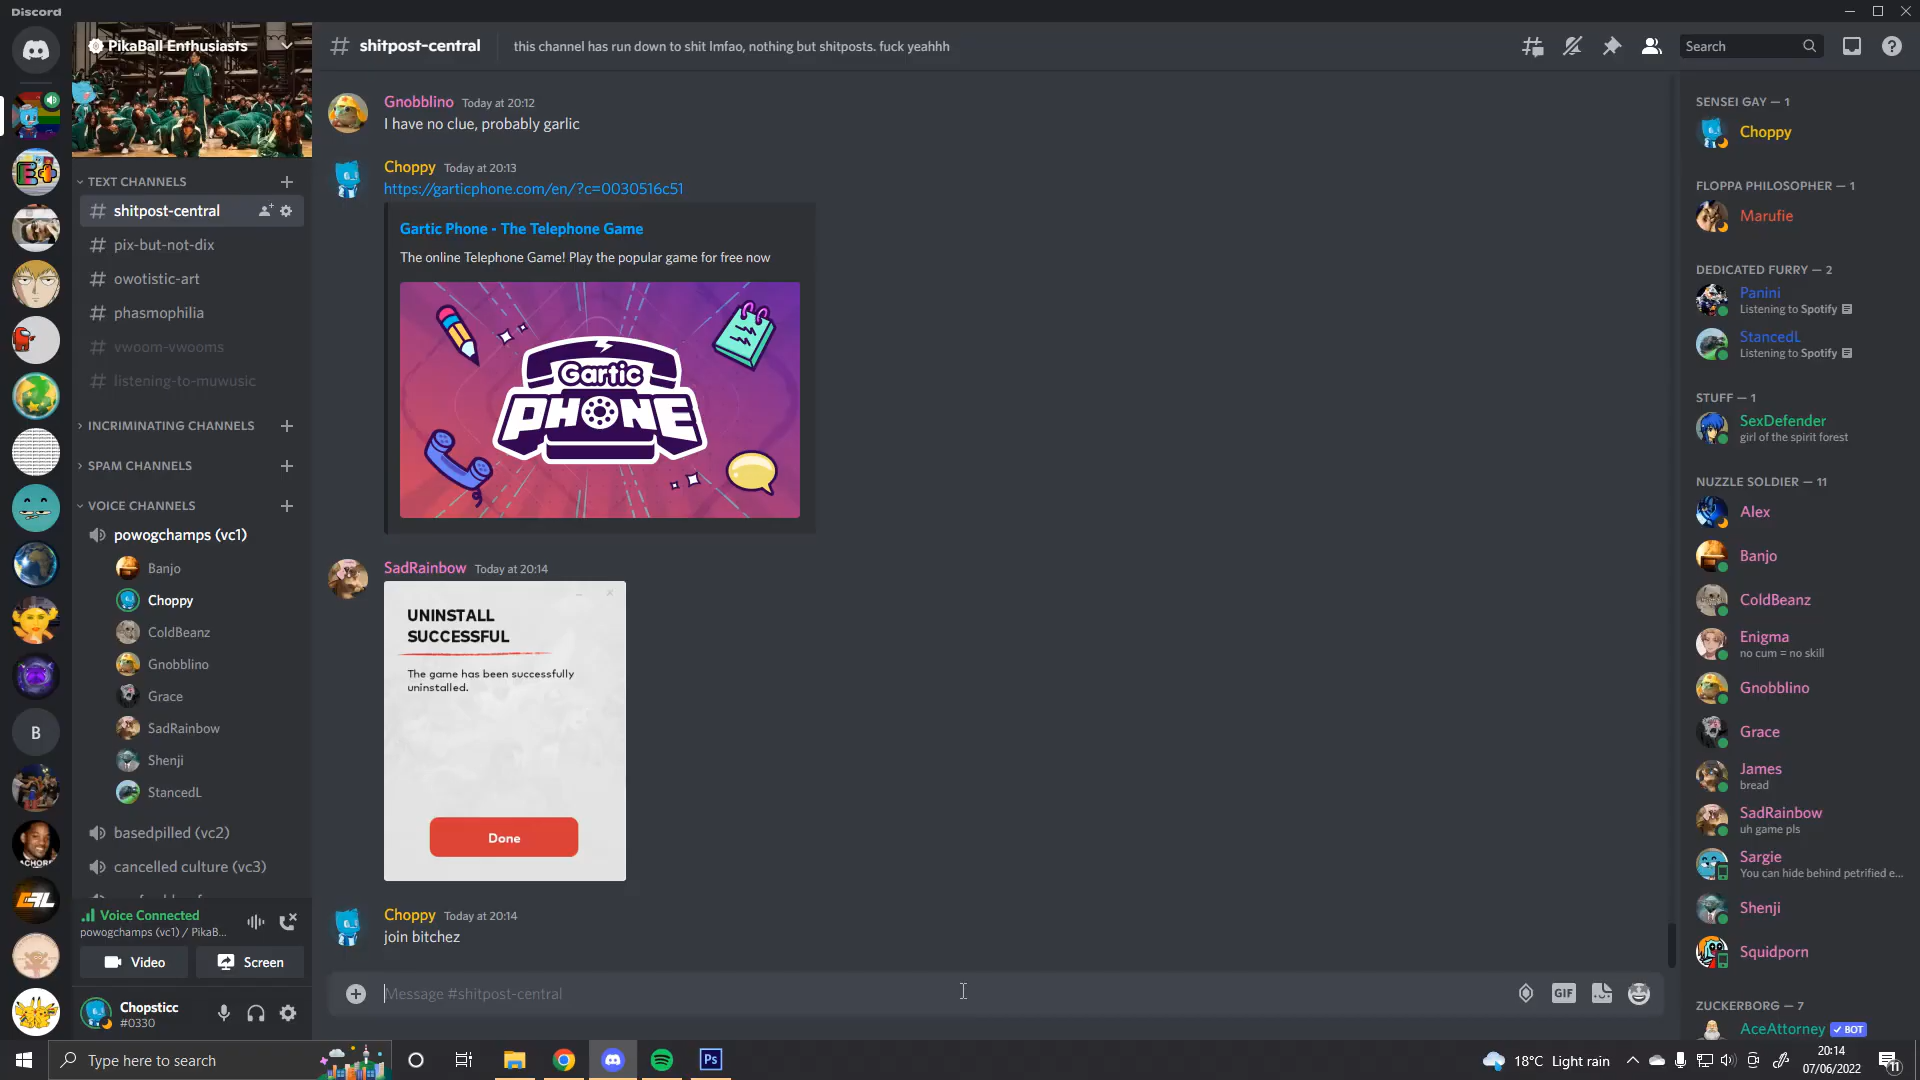 Discord
PikaBall Enthusiasts
TEXT CHANNELS
shitpost-central
pix-but-not-dix
owotistic-art
phasmophilia
vwoom-vwooms
listening-to-muwusic
INCRIMINATING CHANNELS
SPAM CHANNELS
VOICE CHANNELS
powogchamps (vc1)
Banjo
Choppy
ColdBeanz
Gnobblino
Grace
SadRainbow
Shenji
StancedL
basedpilled (vc2)
cancelled culture (vc3)
Voice Connected
powogchamps (vc1) / PikaB...
Video
Screen
Chopsticc
#0330
B
# shitpost-central
this channel has run down to shit lmfao, nothing but shitposts. fuck yeahhh
Search
Gnobblino Today at 20:12
I have no clue, probably garlic
Choppy Today at 20:13
https://garticphone.com/en/?c=0030516c51
Gartic Phone - The Telephone Game
The online Telephone Game! Play the popular game for free now
Gartic
PHONE
SadRainbow Today at 20:14
UNINSTALL
SUCCESSFUL
The game has been successfully
uninstalled.
Done
Choppy Today at 20:14
join bitchez
Message #shitpost-central
GIF
SENSEI GAY — 1
Choppy
FLOPPA PHILOSOPHER — 1
Marufie
DEDICATED FURRY — 2
Panini
Listening to Spotify
StancedL
Listening to Spotify
STUFF — 1
SexDefender
girl of the spirit forest
NUZZLE SOLDIER — 11
Alex
Banjo
ColdBeanz
Enigma
no cum = no skill
Gnobblino
Grace
James
bread
SadRainbow
uh game pls
Sargie
You can hide behind petrified e...
Shenji
Squidporn
ZUCKERBORG — 7
AceAttorney ✓ BOT
Type here to search
Ps
18°C Light rain
20:14
07/06/2022
11